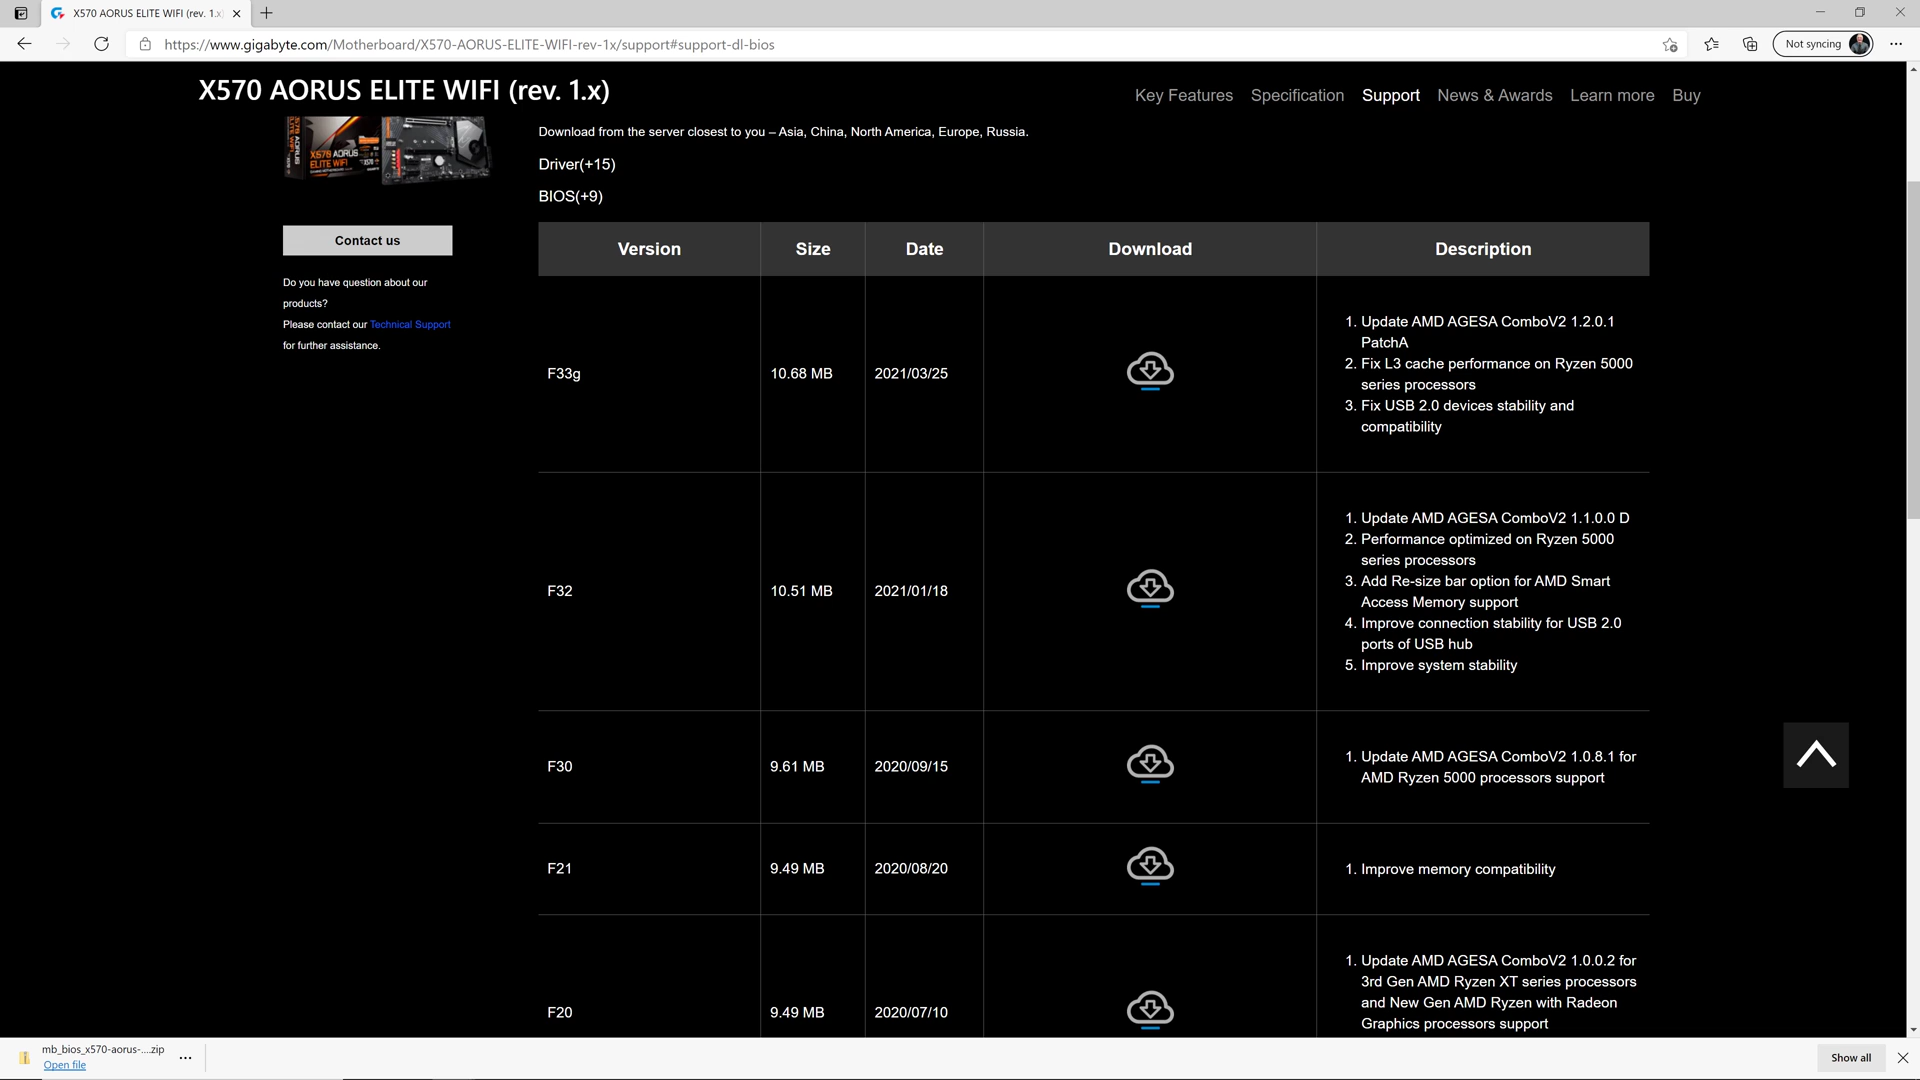 X570 AORUS ELITE WIFI (rev. 1.x)
https://www.gigabyte.com/Motherboard/X570-AORUS-ELITE-WIFI-rev-1x/support#support-dl-bios
Not syncing
X570 AORUS ELITE WIFI (rev. 1.x)
Key Features
Specification
Support
News & Awards
Learn more
Buy
X570 AORUS
ELITE WIFI
Download from the server closest to you – Asia, China, North America, Europe, Russia.
Driver(+15)
BIOS(+9)
Contact us
Do you have question about our
products?
Please contact our Technical Support
for further assistance.
Version Size Date Download Description
F33g 10.68 MB 2021/03/25
1. Update AMD AGESA ComboV2 1.2.0.1
PatchA
2. Fix L3 cache performance on Ryzen 5000
series processors
3. Fix USB 2.0 devices stability and
compatibility
F32 10.51 MB 2021/01/18
1. Update AMD AGESA ComboV2 1.1.0.0 D
2. Performance optimized on Ryzen 5000
series processors
3. Add Re-size bar option for AMD Smart
Access Memory support
4. Improve connection stability for USB 2.0
ports of USB hub
5. Improve system stability
F30 9.61 MB 2020/09/15
1. Update AMD AGESA ComboV2 1.0.8.1 for
AMD Ryzen 5000 processors support
F21 9.49 MB 2020/08/20
1. Improve memory compatibility
F20 9.49 MB 2020/07/10
1. Update AMD AGESA ComboV2 1.0.0.2 for
3rd Gen AMD Ryzen XT series processors
and New Gen AMD Ryzen with Radeon
Graphics processors support
mb_bios_x570-aorus-....zip
Open file
Show all